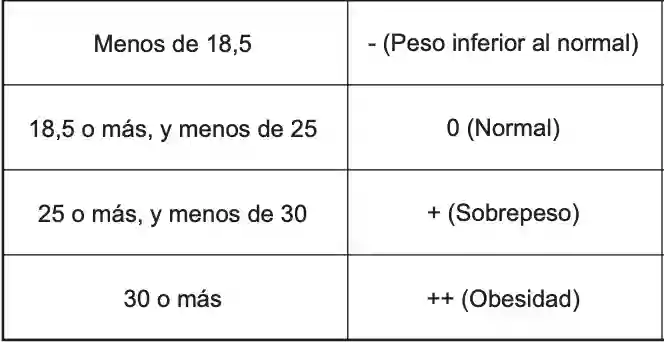 Menos de 18,5
- (Peso inferior al normal)
18,5 o más, y menos de 25
0 (Normal)
25 o más, y menos de 30
+ (Sobrepeso)
30 o más
++ (Obesidad)